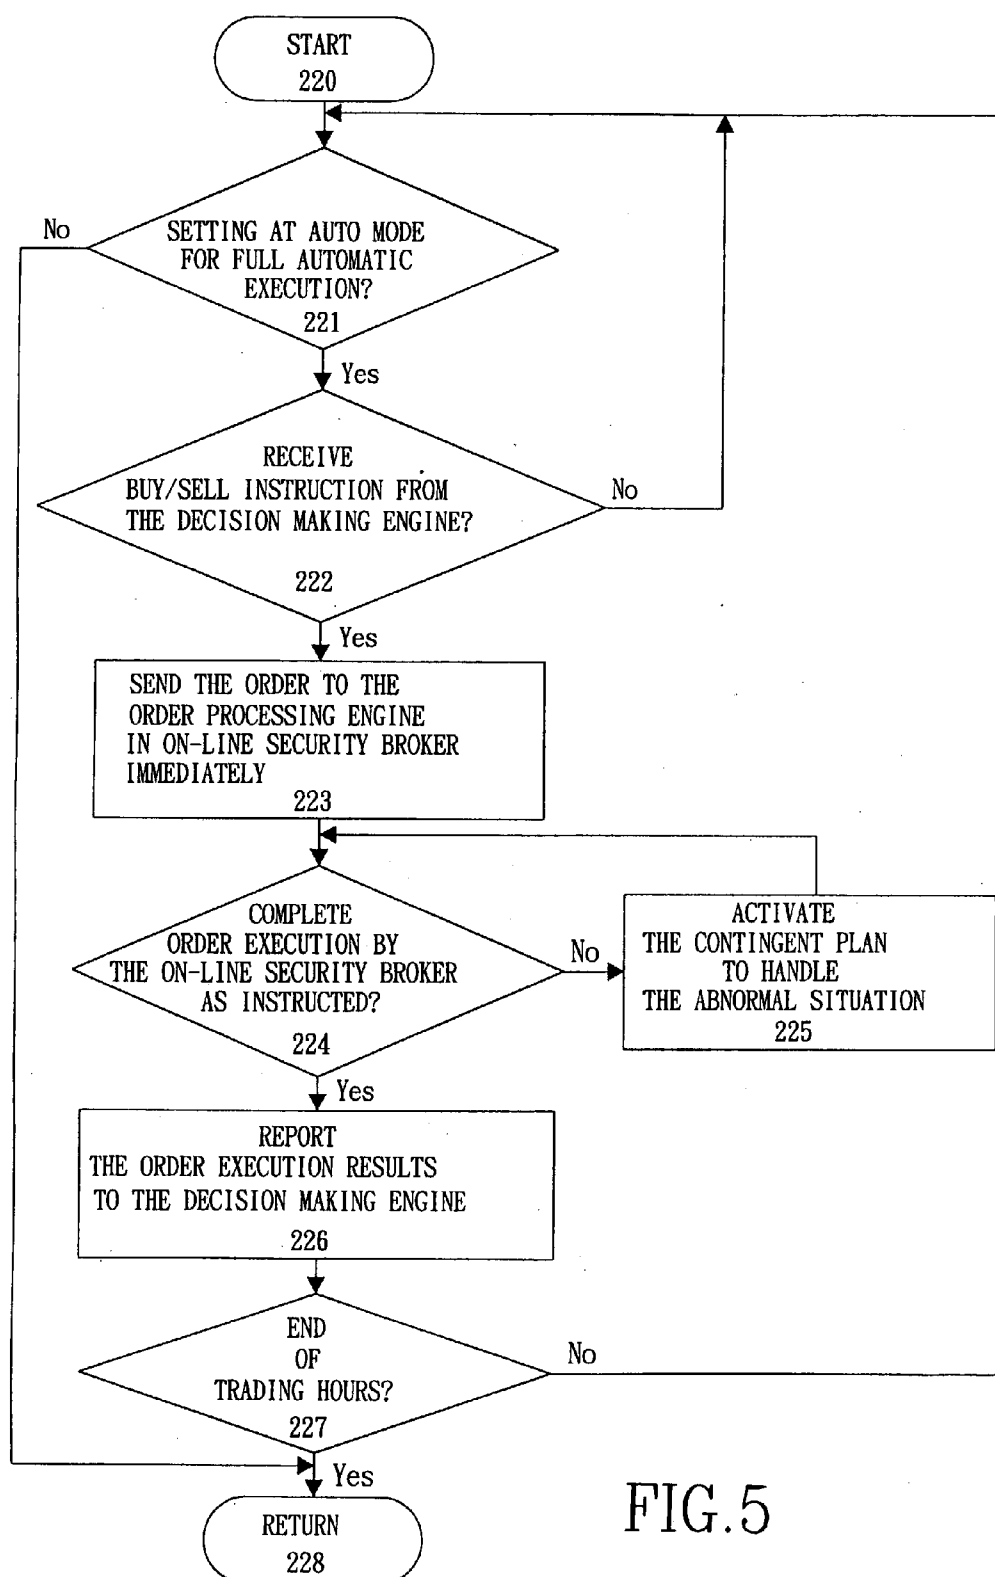 START
220
No
SETTING AT AUTO MODE
FOR FULL AUTOMATIC
EXECUTION?
221
Yes
RECEIVE
BUY/SELL INSTRUCTION FROM
THE DECISION MAKING ENGINE?
222
No
Yes
SEND THE ORDER TO THE
ORDER PROCESSING ENGINE
IN ON-LINE SECURITY BROKER
IMMEDIATELY
223
COMPLETE
ORDER EXECUTION BY
THE ON-LINE SECURITY BROKER
AS INSTRUCTED?
224
No
ACTIVATE
THE CONTINGENT PLAN
TO HANDLE
THE ABNORMAL SITUATION
225
Yes
REPORT
THE ORDER EXECUTION RESULTS
TO THE DECISION MAKING ENGINE
226
END
OF
TRADING HOURS?
227
No
Yes
RETURN
228
FIG.5